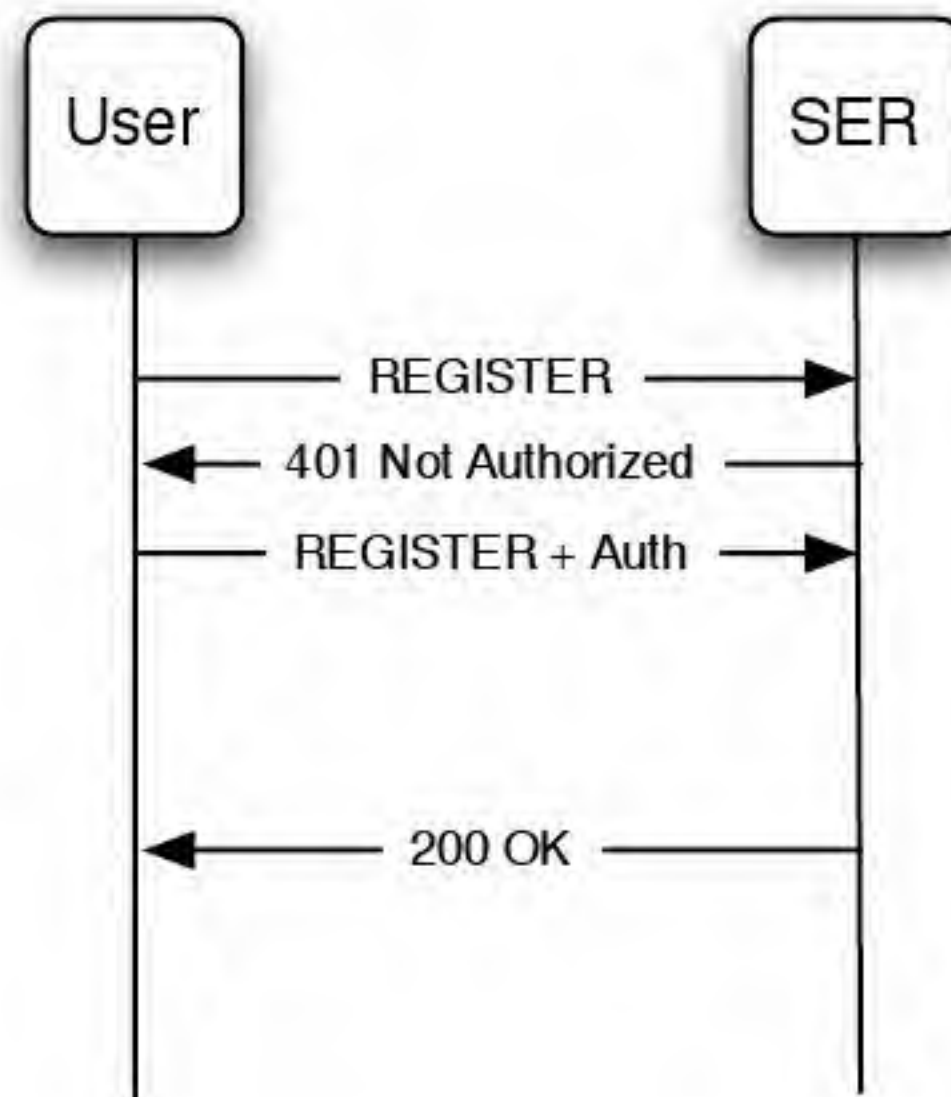 User
SER
REGISTER
401 Not Authorized
REGISTER + Auth
200 OK